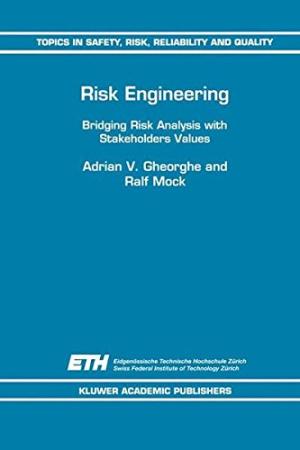 TOPICS IN SAFETY, RISK, RELIABILITY AND QUALITY
Risk Engineering
Bridging Risk Analysis with
Stakeholders Values
Adrian V. Gheorghe and
Ralf Mock
ETH
Eidgenössische Technische Hochschule Zürich
Swiss Federal Institute of Technology Zürich
KLUWER ACADEMIC PUBLISHERS